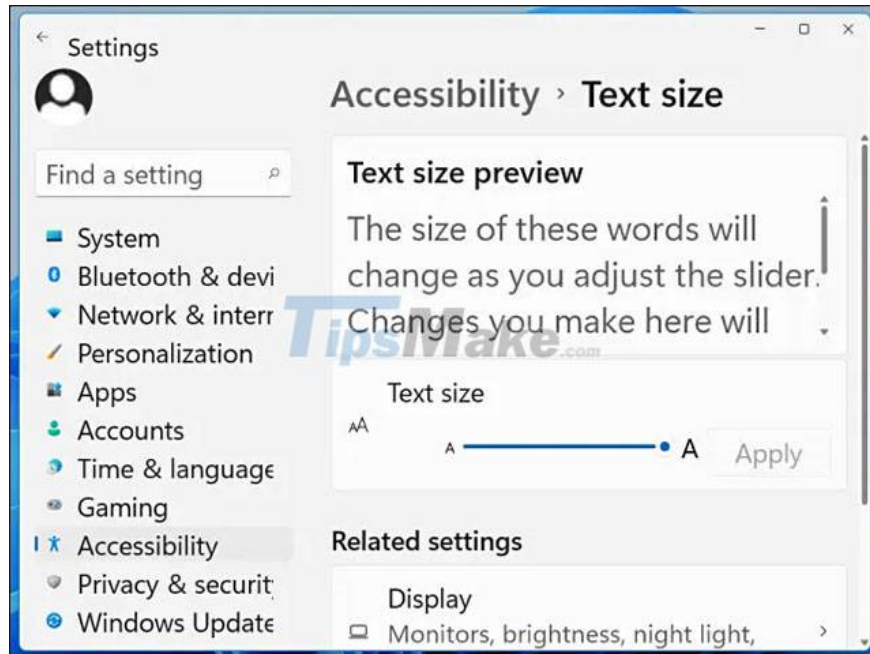 Settings
Find a setting
System
Bluetooth & devi
Network & interr
Personalization
Apps
Accounts
Time & language
Gaming
Accessibility
Privacy & securit
Windows Update
Accessibility › Text size
Text size preview
The size of these words will
change as you adjust the slider.
Changes you make here will
TipsMake.com
Text size
AA
A
A
Apply
Related settings
Display
Monitors, brightness, night light,